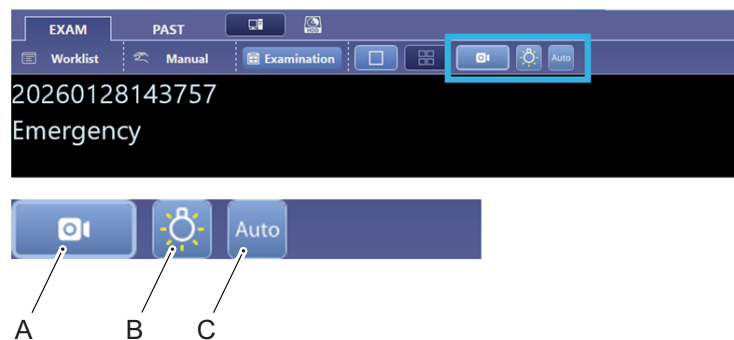 EXAM PAST
HDD
Worklist Manual Examination Auto
20260128143757
Emergency
Auto
A B C